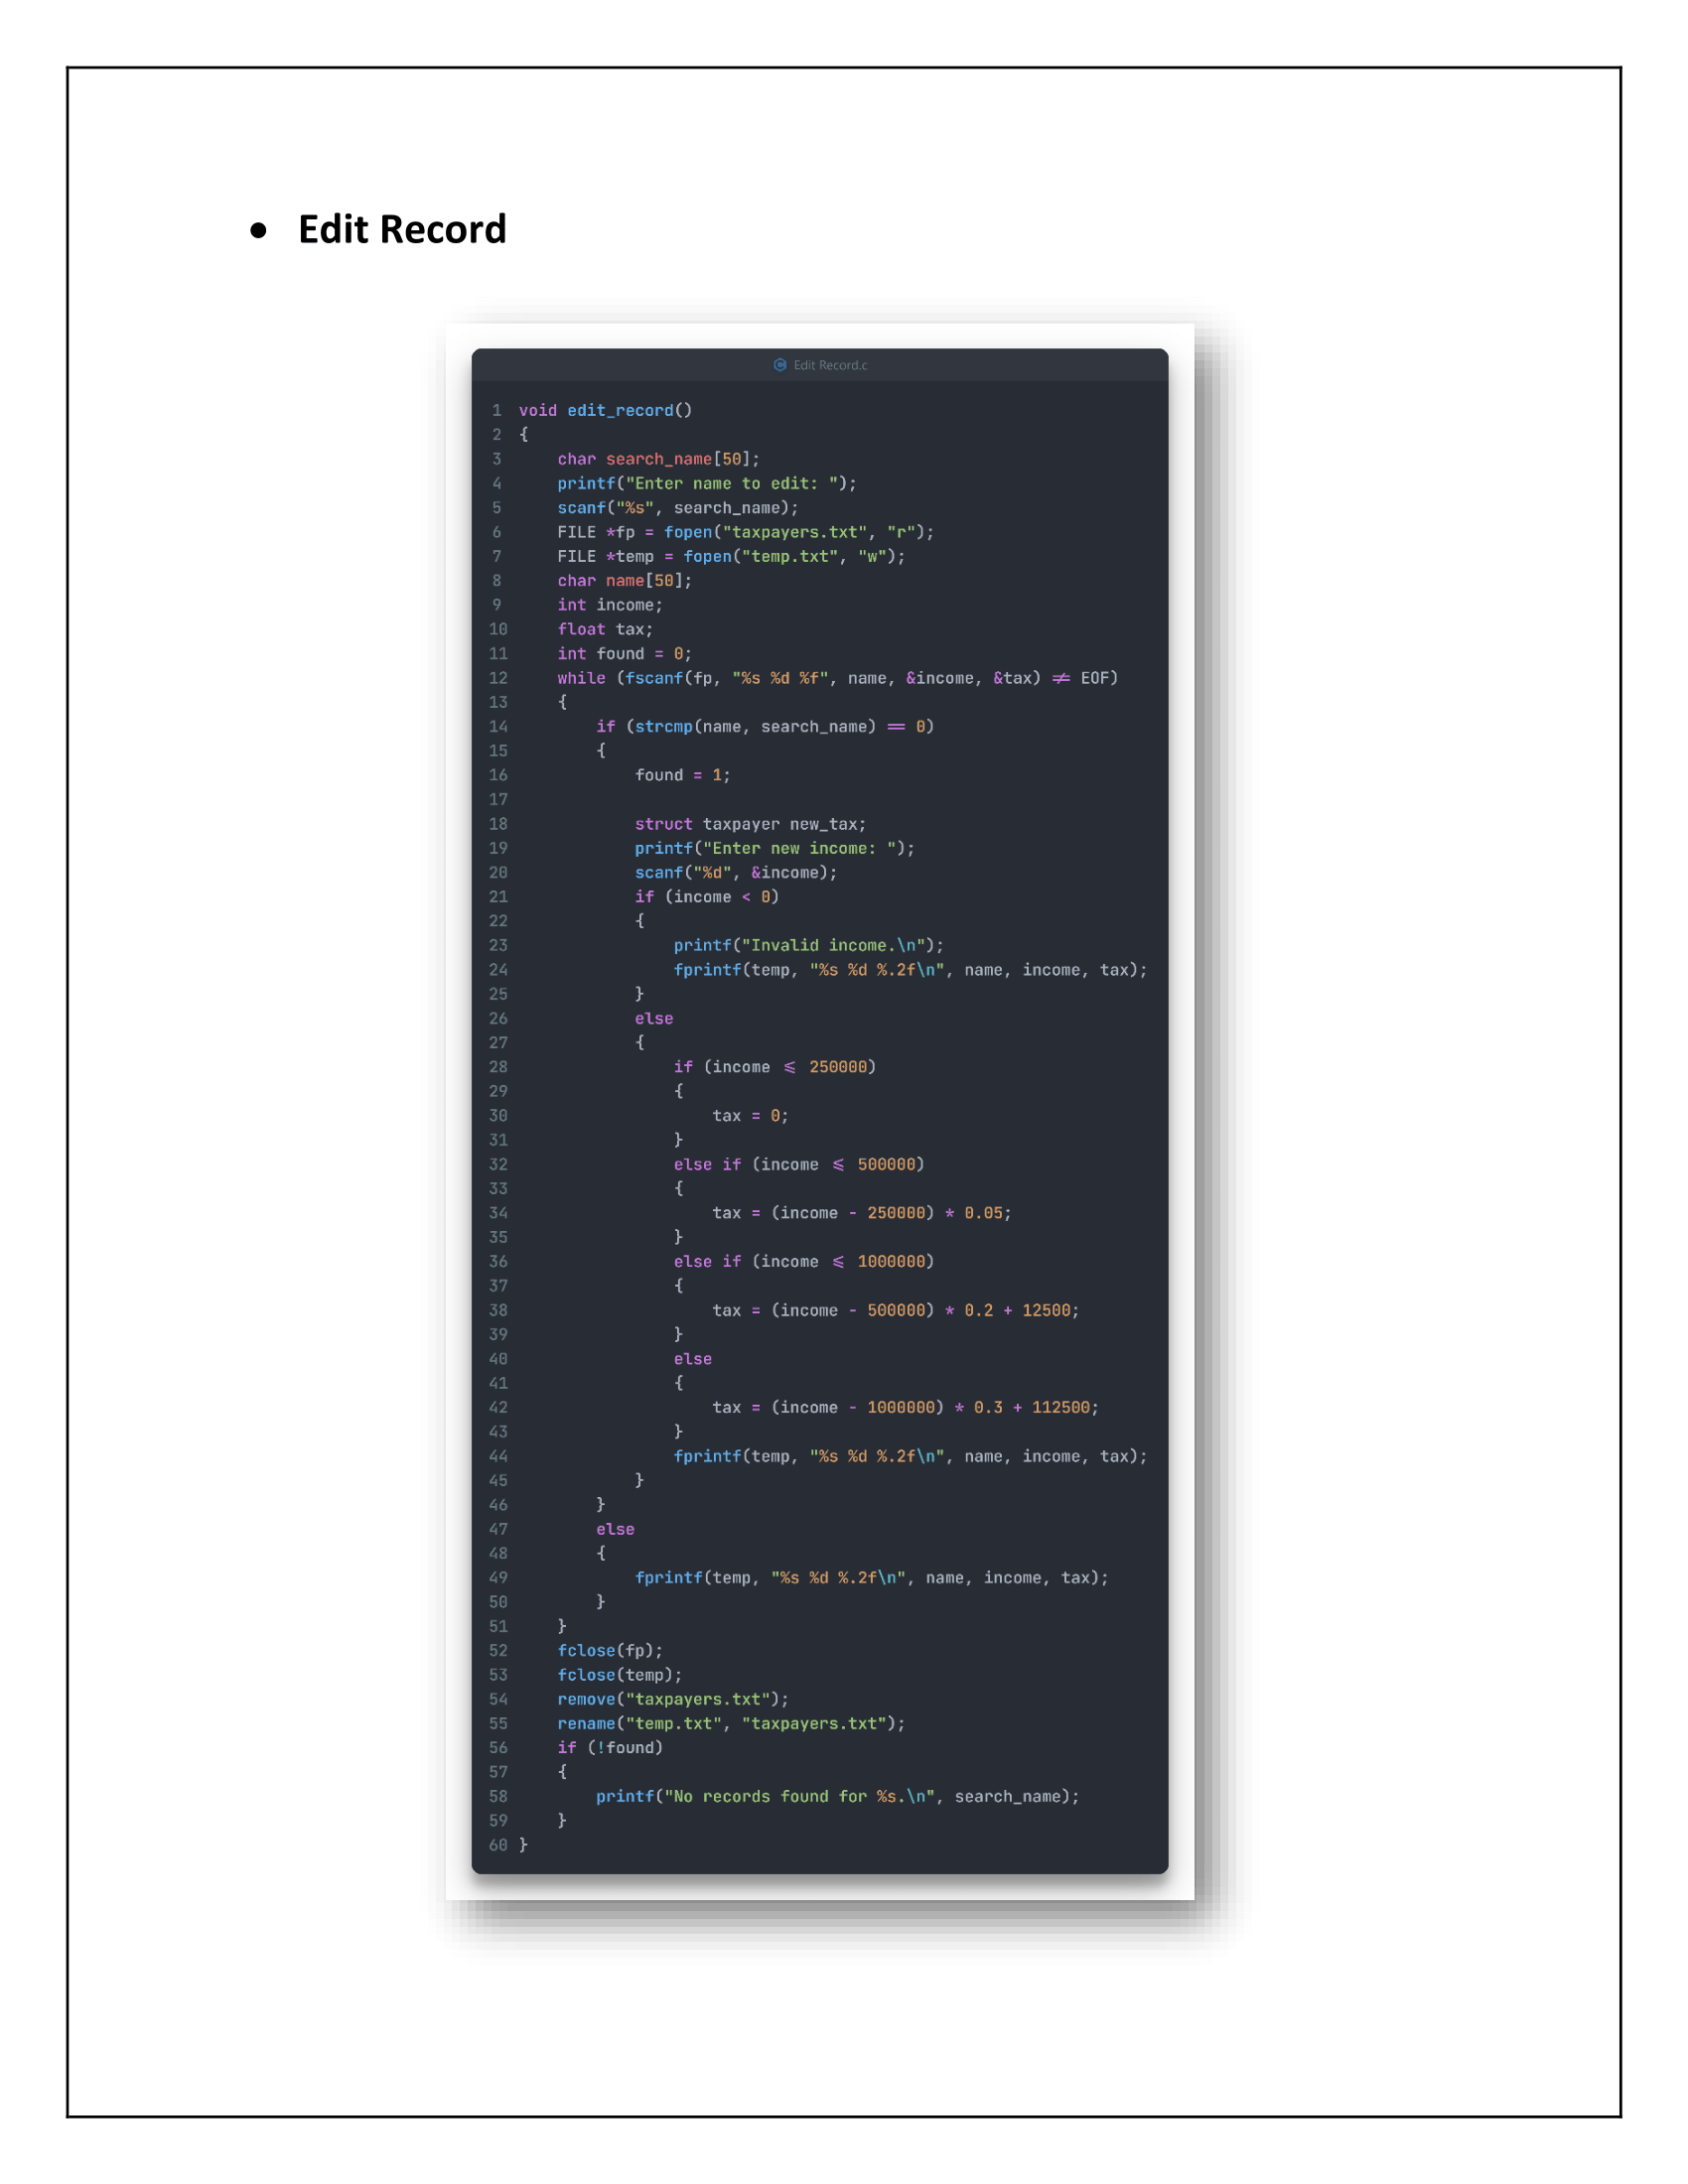 • Edit Record
Edit Record.c
1 void edit_record()
2 {
3     char search_name[50];
4     printf("Enter name to edit: ");
5     scanf("%s", search_name);
6     FILE *fp = fopen("taxpayers.txt", "r");
7     FILE *temp = fopen("temp.txt", "w");
8     char name[50];
9     int income;
10     float tax;
11     int found = 0;
12     while (fscanf(fp, "%s %d %f", name, &income, &tax) ≠ EOF)
13     {
14         if (strcmp(name, search_name) == 0)
15         {
16             found = 1;
17
18             struct taxpayer new_tax;
19             printf("Enter new income: ");
20             scanf("%d", &income);
21             if (income < 0)
22             {
23                 printf("Invalid income.\n");
24                 fprintf(temp, "%s %d %.2f\n", name, income, tax);
25             }
26             else
27             {
28                 if (income ⩽ 250000)
29                 {
30                     tax = 0;
31                 }
32                 else if (income ⩽ 500000)
33                 {
34                     tax = (income - 250000) * 0.05;
35                 }
36                 else if (income ⩽ 1000000)
37                 {
38                     tax = (income - 500000) * 0.2 + 12500;
39                 }
40                 else
41                 {
42                     tax = (income - 1000000) * 0.3 + 112500;
43                 }
44                 fprintf(temp, "%s %d %.2f\n", name, income, tax);
45             }
46         }
47         else
48         {
49             fprintf(temp, "%s %d %.2f\n", name, income, tax);
50         }
51     }
52     fclose(fp);
53     fclose(temp);
54     remove("taxpayers.txt");
55     rename("temp.txt", "taxpayers.txt");
56     if (!found)
57     {
58         printf("No records found for %s.\n", search_name);
59     }
60 }